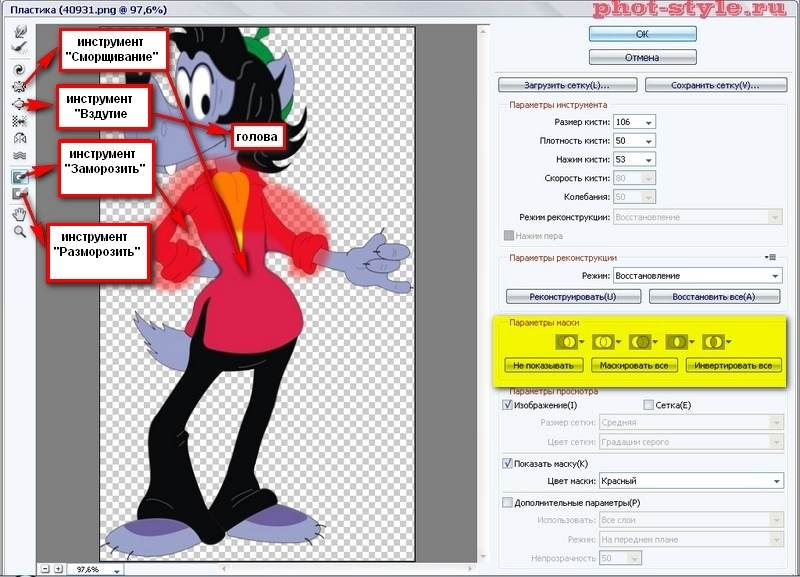 Пластика (40931.png @ 97,6%)
phot-style.ru
инструмент
"Сморщивание"
инструмент
"Вздутие
голова
инструмент
"Заморозить"
инструмент
"Разморозить"
97,6%
OK
Отмена
Загрузить сетку(L)...
Сохранить сетку(V)...
Параметры инструмента
Размер кисти: 106
Плотность кисти: 50
Нажим кисти: 53
Скорость кисти: 80
Колебания: 50
Режим реконструкции: Восстановление
Нажим пера
Параметры реконструкции
Режим: Восстановление
Реконструировать(U)
Восстановить все(A)
Параметры маски
Не показывать
Маскировать все
Инвертировать все
Параметры просмотра
Изображение(I)
Сетка(E)
Размер сетки: Средняя
Цвет сетки: Градации серого
Показать маску(K)
Цвет маски: Красный
Дополнительные параметры(P)
Использовать: Все слои
Режим: На переднем плане
Непрозрачность: 50